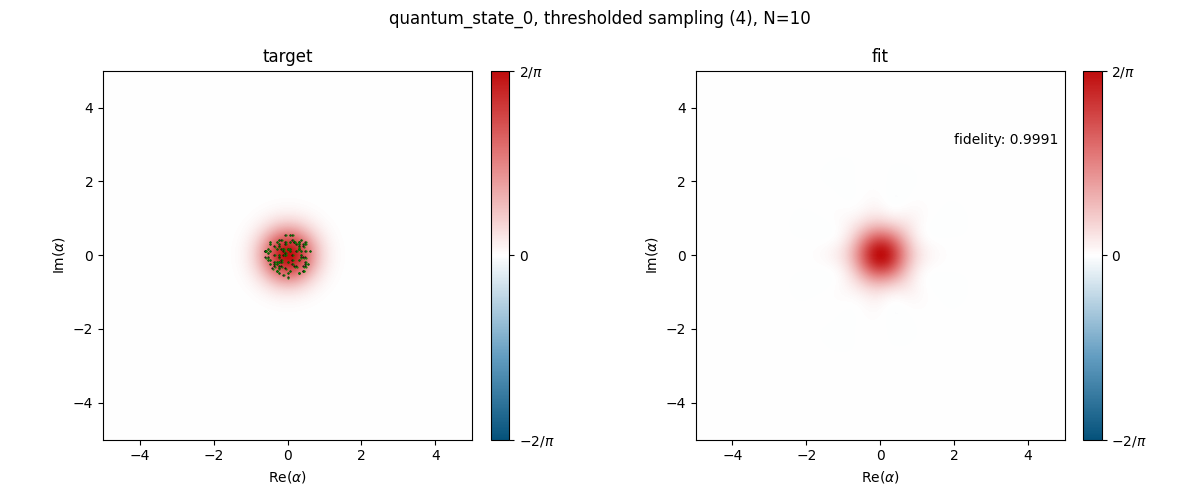 quantum_state_0, thresholded sampling (4), N=10
target
4
2
0
−2
−4
−4
−2
0
2
4
Im(α)
Re(α)
2/π
0
−2/π
fit
fidelity: 0.9991
4
2
0
−2
−4
−4
−2
0
2
4
Im(α)
Re(α)
2/π
0
−2/π